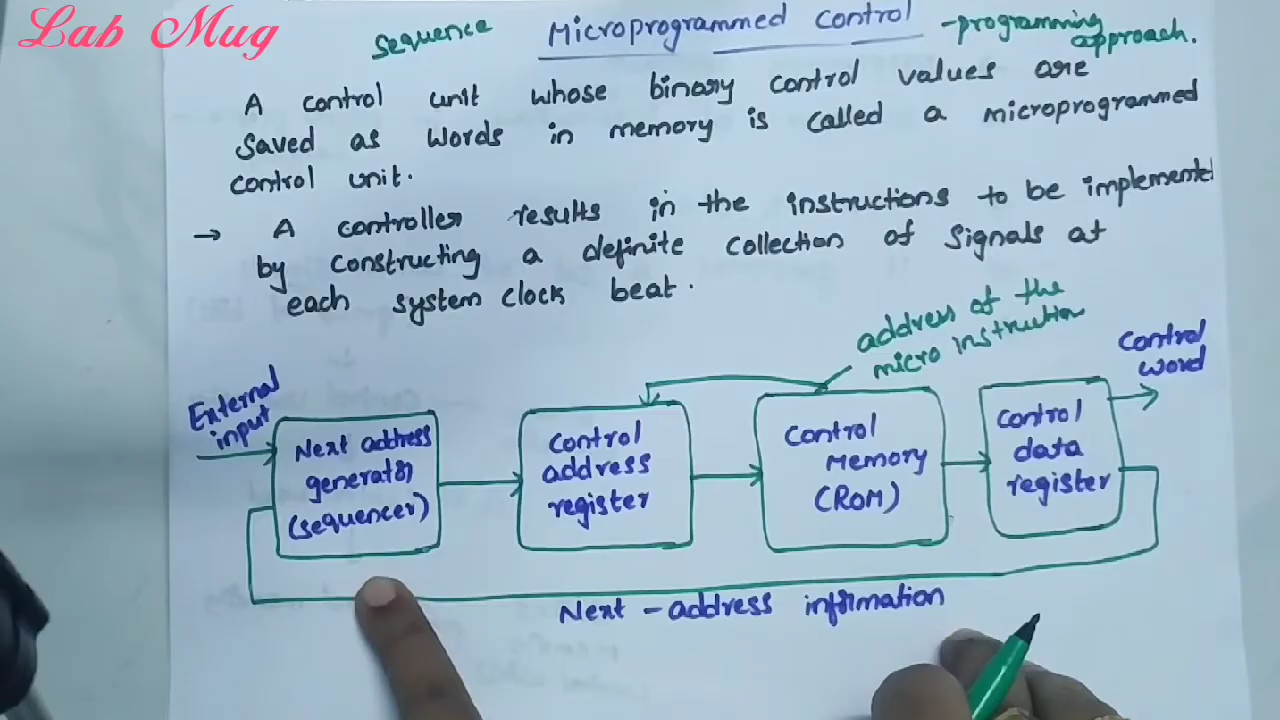 Lab Mug
Sequence Microprogrammed Control - programming approach.
A control unit whose binary control values are
saved as words in memory is called a microprogrammed
control unit.
→ A controller results in the instructions to be implemented
by constructing a definite collection of signals at
each system clock beat.
address of the
micro instruction
Control
word
External
input
Next address
generator
(sequencer)
Control
address
register
Control
Memory
(ROM)
Control
data
register
Next - address information